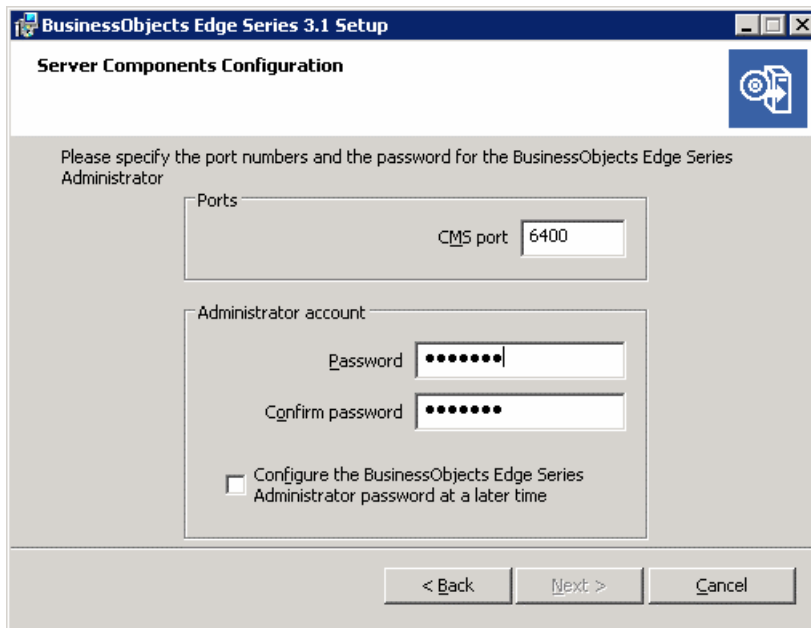 BusinessObjects Edge Series 3.1 Setup
Server Components Configuration
Please specify the port numbers and the password for the BusinessObjects Edge Series
Administrator
Ports
CMS port 6400
Administrator account
Password •••••••
Confirm password •••••••
Configure the BusinessObjects Edge Series
Administrator password at a later time
< Back Next > Cancel